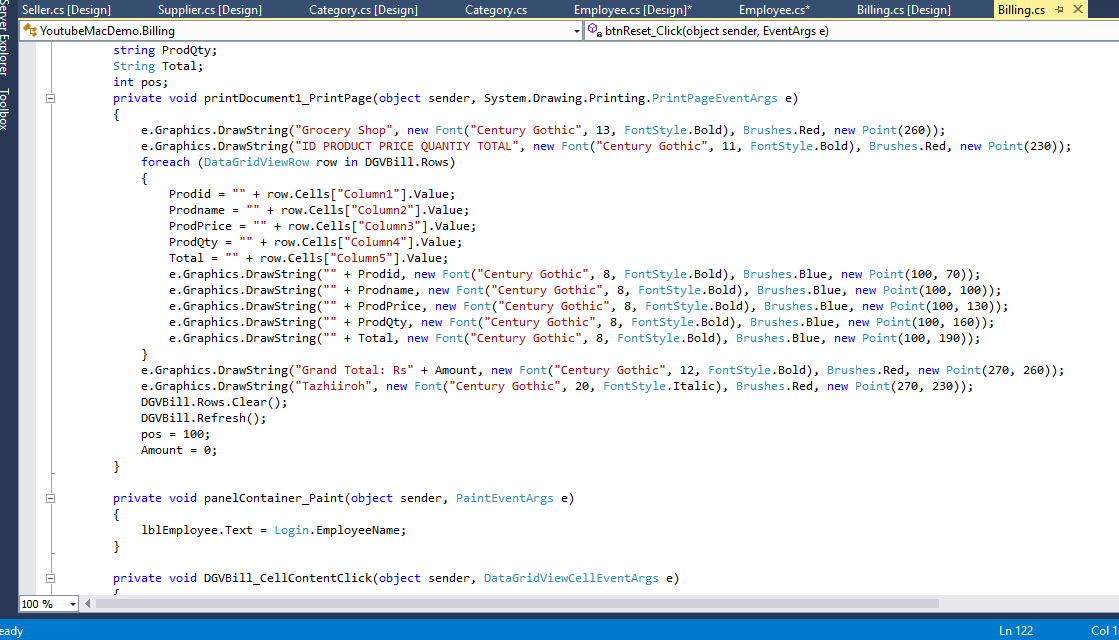 Server Explorer
Toolbox
Seller.cs [Design] Supplier.cs [Design] Category.cs [Design] Category.cs Employee.cs [Design]* Employee.cs* Billing.cs [Design] Billing.cs
YoutubeMacDemo.Billing btnReset_Click(object sender, EventArgs e)
string ProdQty;
String Total;
int pos;
private void printDocument1_PrintPage(object sender, System.Drawing.Printing.PrintPageEventArgs e)
{
e.Graphics.DrawString("Grocery Shop", new Font("Century Gothic", 13, FontStyle.Bold), Brushes.Red, new Point(260));
e.Graphics.DrawString("ID PRODUCT PRICE QUANTIY TOTAL", new Font("Century Gothic", 11, FontStyle.Bold), Brushes.Red, new Point(230));
foreach (DataGridViewRow row in DGVBill.Rows)
{
Prodid = "" + row.Cells["Column1"].Value;
Prodname = "" + row.Cells["Column2"].Value;
ProdPrice = "" + row.Cells["Column3"].Value;
ProdQty = "" + row.Cells["Column4"].Value;
Total = "" + row.Cells["Column5"].Value;
e.Graphics.DrawString("" + Prodid, new Font("Century Gothic", 8, FontStyle.Bold), Brushes.Blue, new Point(100, 70));
e.Graphics.DrawString("" + Prodname, new Font("Century Gothic", 8, FontStyle.Bold), Brushes.Blue, new Point(100, 100));
e.Graphics.DrawString("" + ProdPrice, new Font("Century Gothic", 8, FontStyle.Bold), Brushes.Blue, new Point(100, 130));
e.Graphics.DrawString("" + ProdQty, new Font("Century Gothic", 8, FontStyle.Bold), Brushes.Blue, new Point(100, 160));
e.Graphics.DrawString("" + Total, new Font("Century Gothic", 8, FontStyle.Bold), Brushes.Blue, new Point(100, 190));
}
e.Graphics.DrawString("Grand Total: Rs" + Amount, new Font("Century Gothic", 12, FontStyle.Bold), Brushes.Red, new Point(270, 260));
e.Graphics.DrawString("Tazhiiroh", new Font("Century Gothic", 20, FontStyle.Italic), Brushes.Red, new Point(270, 230));
DGVBill.Rows.Clear();
DGVBill.Refresh();
pos = 100;
Amount = 0;
}
private void panelContainer_Paint(object sender, PaintEventArgs e)
{
lblEmployee.Text = Login.EmployeeName;
}
private void DGVBill_CellContentClick(object sender, DataGridViewCellEventArgs e)
{
100 %
eady Ln 122 Col 1